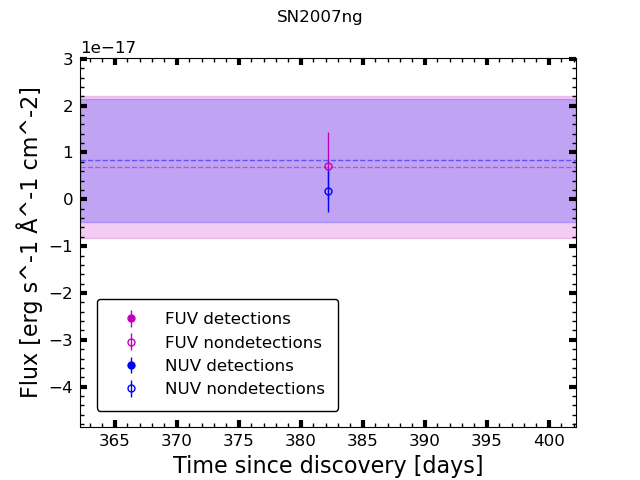 SN2007ng
1e−17
3
2
1
0
−1
−2
−3
−4
Flux [erg s^-1 Å^-1 cm^-2]
FUV detections
FUV nondetections
NUV detections
NUV nondetections
365 370 375 380 385 390 395 400
Time since discovery [days]